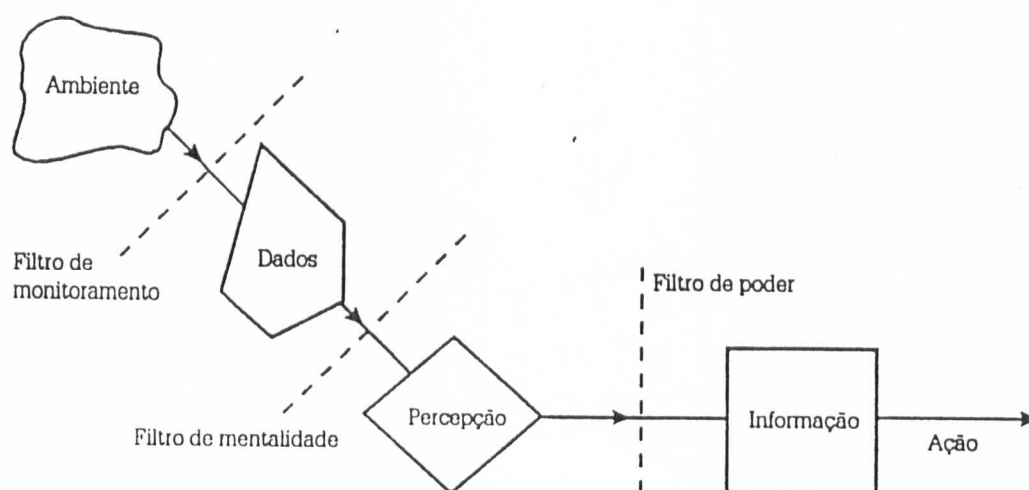 Ambiente
Filtro de
monitoramento
Dados
Filtro de mentalidade
Percepção
Filtro de poder
Informação
Ação